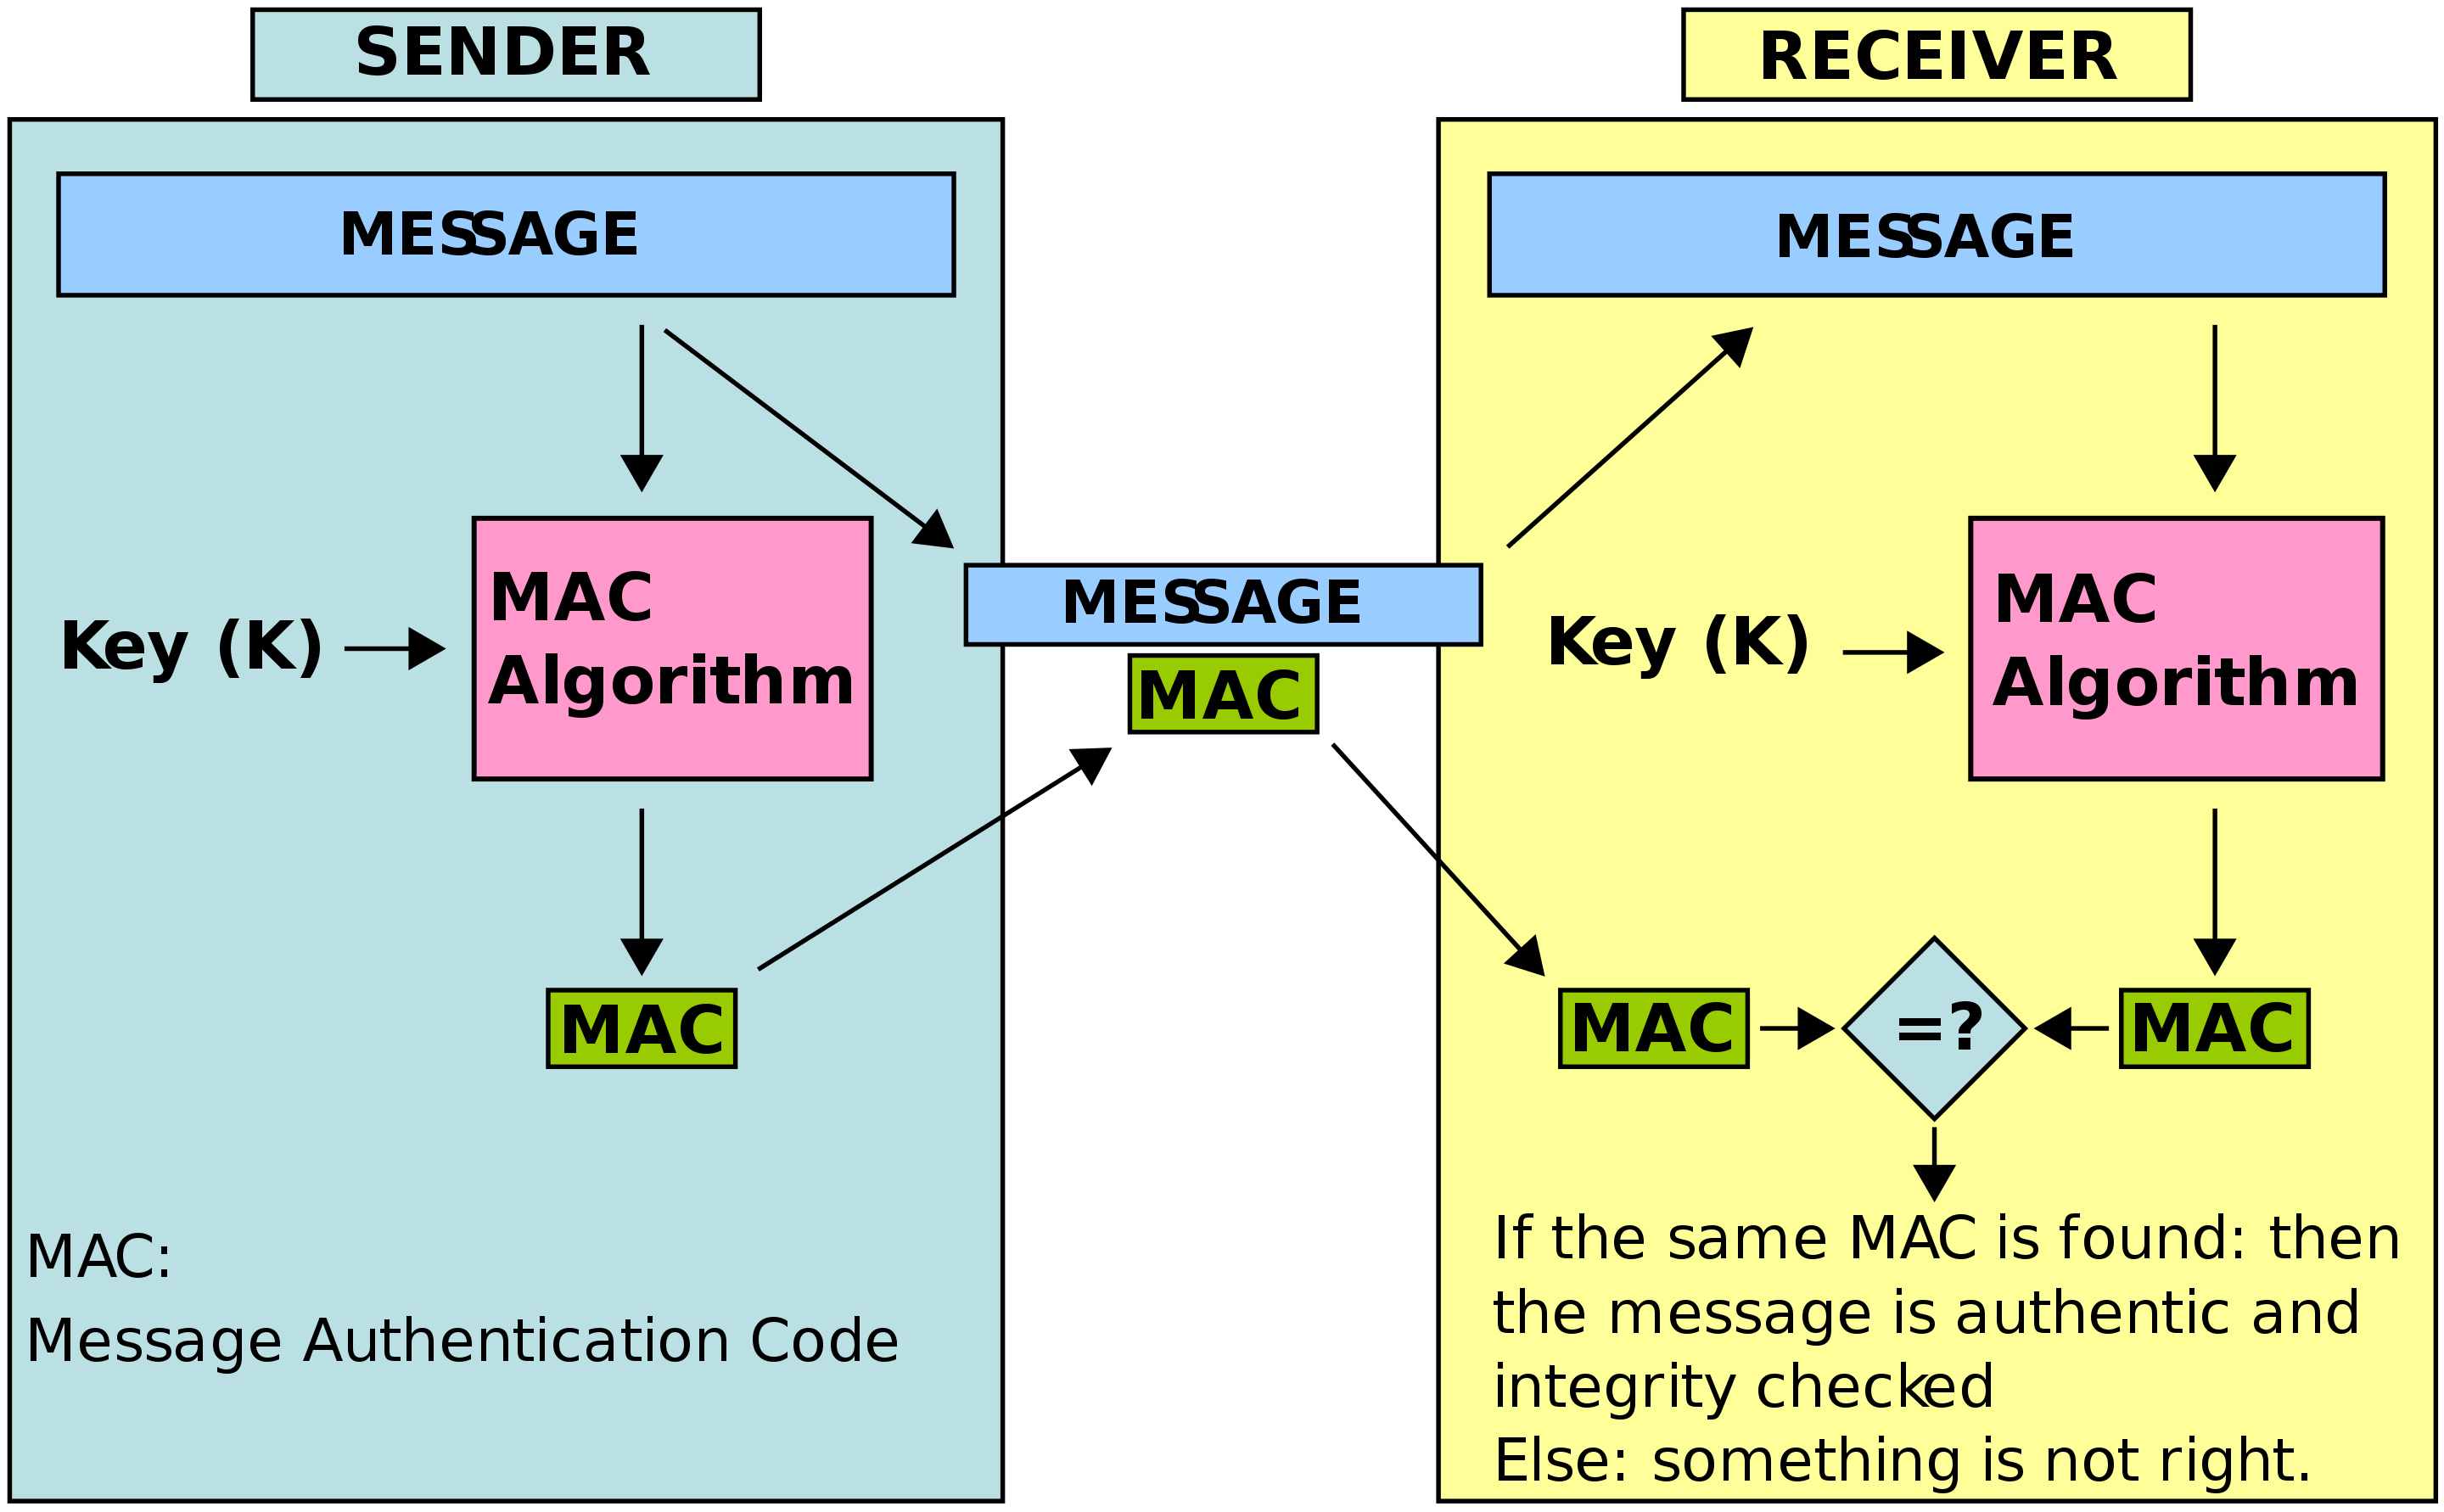 SENDER
MESSAGE
Key (K)
MAC
Algorithm
MAC
MAC:
Message Authentication Code
MESSAGE
MAC
RECEIVER
MESSAGE
Key (K)
MAC
Algorithm
MAC
=?
MAC
If the same MAC is found: then
the message is authentic and
integrity checked
Else: something is not right.